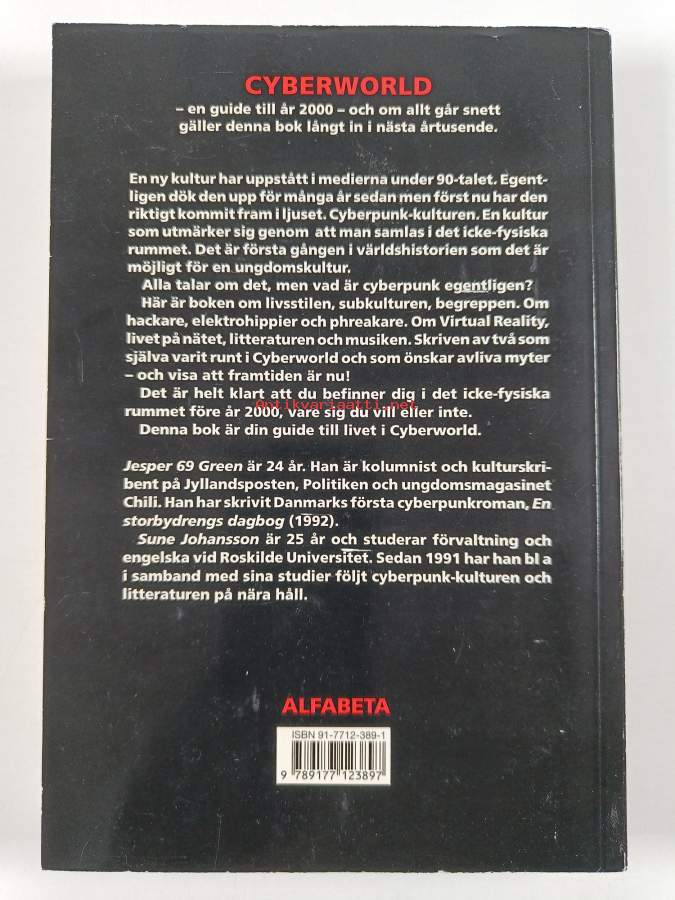 CYBERWORLD
– en guide till år 2000 – och om allt går snett
gäller denna bok långt in i nästa årtusende.
En ny kultur har uppstått i medierna under 90-talet. Egent-
ligen dök den upp för många år sedan men först nu har den
riktigt kommit fram i ljuset. Cyberpunk-kulturen. En kultur
som utmärker sig genom att man samlas i det icke-fysiska
rummet. Det är första gången i världshistorien som det är
möjligt för en ungdomskultur.
Alla talar om det, men vad är cyberpunk egentligen?
Här är boken om livsstilen, subkulturen, begreppen. Om
hackare, elektrohippier och phreakare. Om Virtual Reality,
livet på nätet, litteraturen och musiken. Skriven av två som
själva varit runt i Cyberworld och som önskar avliva myter
– och visa att framtiden är nu!
Det är helt klart att du befinner dig i det icke-fysiska
rummet före år 2000, vare sig du vill eller inte.
Antikvariaatti.net
Denna bok är din guide till livet i Cyberworld.
Jesper 69 Green är 24 år. Han är kolumnist och kulturskri-
bent på Jyllandsposten, Politiken och ungdomsmagasinet
Chili. Han har skrivit Danmarks första cyberpunkroman, En
storbydrengs dagbog (1992).
Sune Johansson är 25 år och studerar förvaltning och
engelska vid Roskilde Universitet. Sedan 1991 har han bl a
i samband med sina studier följt cyberpunk-kulturen och
litteraturen på nära håll.
ALFABETA
ISBN 91-7712-389-1
9 789177 123897